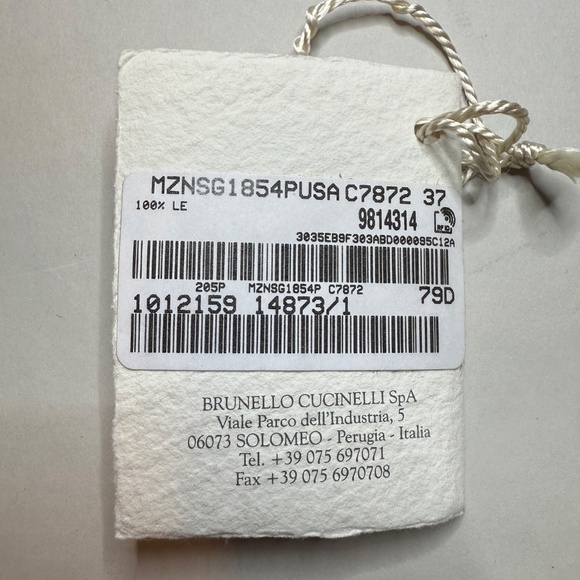 MZNSG1854PUSA C7872 37
100% LE
9814314 RFID
3035EB9F303ABD000085C12A
205P MZNSG1854P C7872
1012159 14873/1 79D
BRUNELLO CUCINELLI SpA
Viale Parco dell'Industria, 5
06073 SOLOMEO - Perugia - Italia
Tel. +39 075 697071
Fax +39 075 6970708